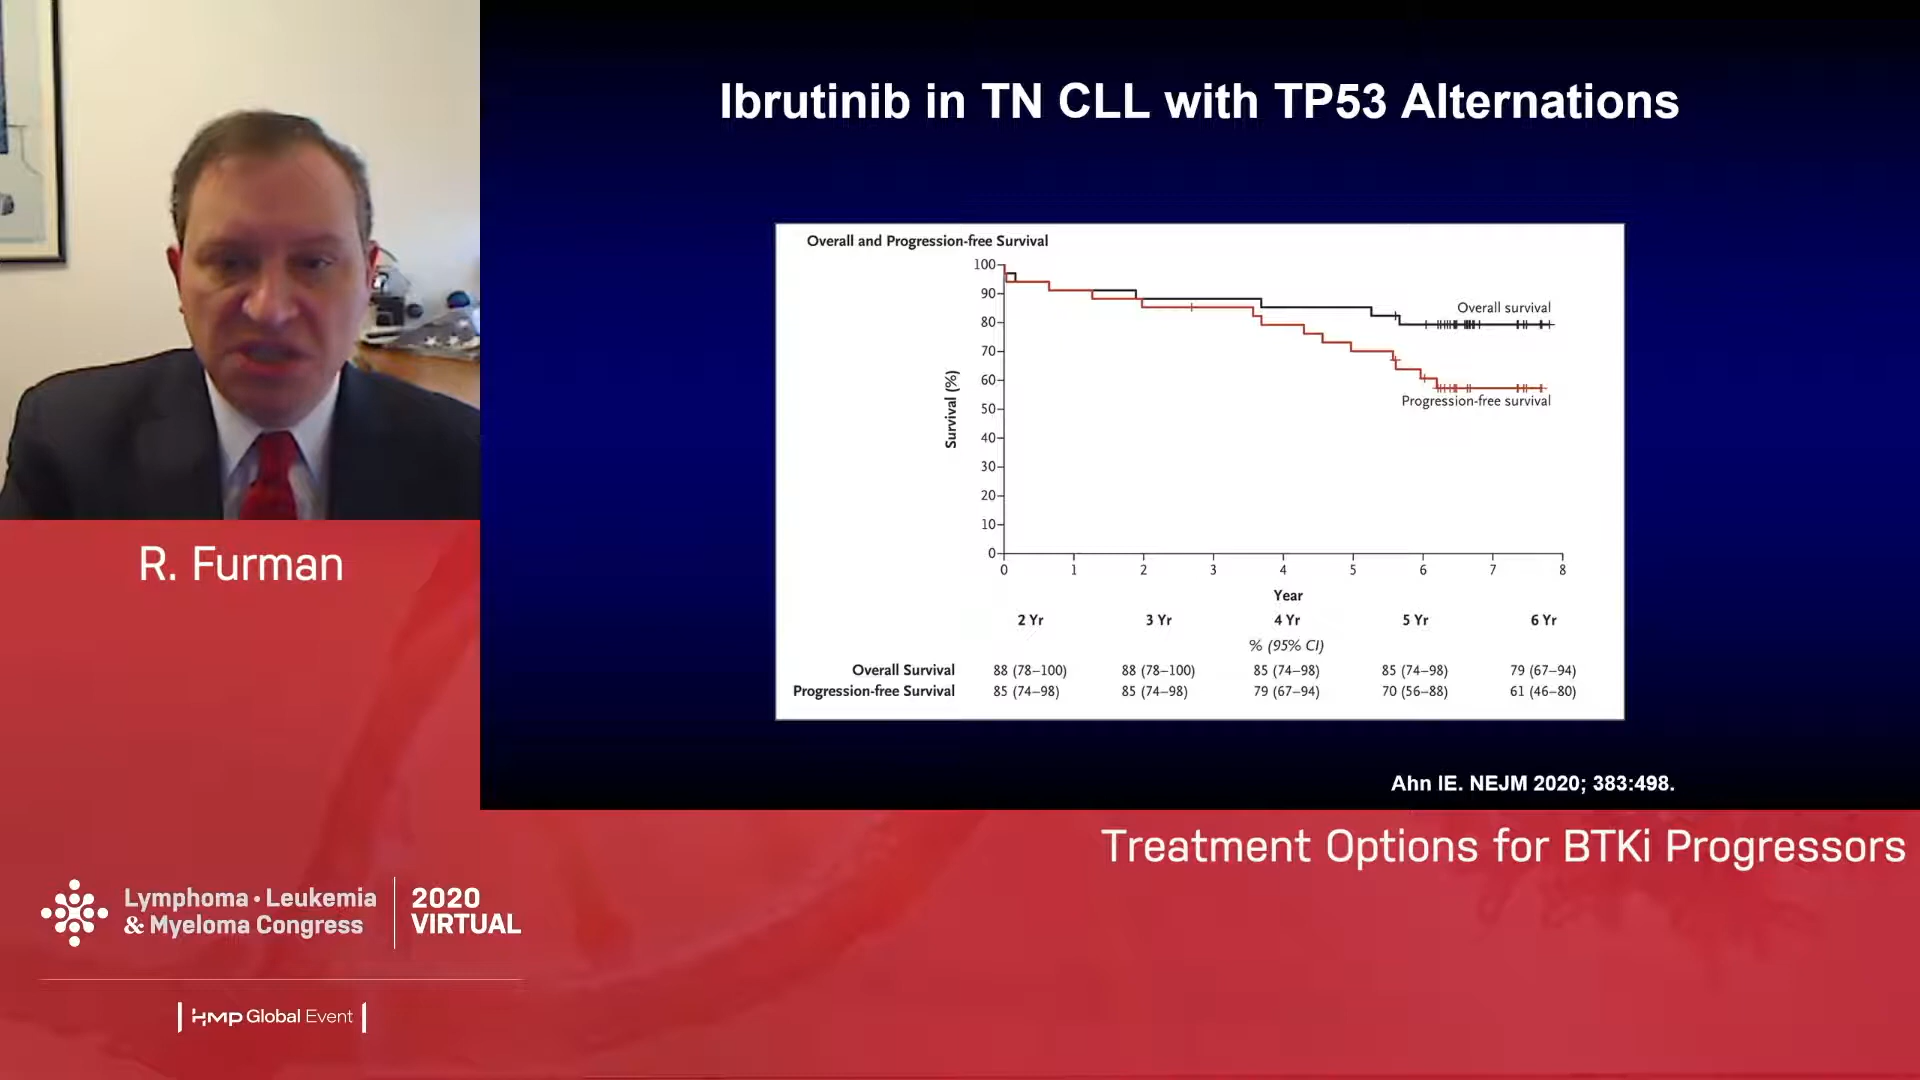 Ibrutinib in TN CLL with TP53 Alternations
Overall and Progression-free Survival
100
90
80
70
60
50
40
30
20
10
0
Survival (%)
Overall survival
Progression-free survival
0 1 2 3 4 5 6 7 8
Year
2 Yr 3 Yr 4 Yr 5 Yr 6 Yr
% (95% CI)
Overall Survival 88 (78–100) 88 (78–100) 85 (74–98) 85 (74–98) 79 (67–94)
Progression-free Survival 85 (74–98) 85 (74–98) 79 (67–94) 70 (56–88) 61 (46–80)
Ahn IE. NEJM 2020; 383:498.
R. Furman
Treatment Options for BTKi Progressors
Lymphoma • Leukemia
& Myeloma Congress
2020
VIRTUAL
HMP Global Event